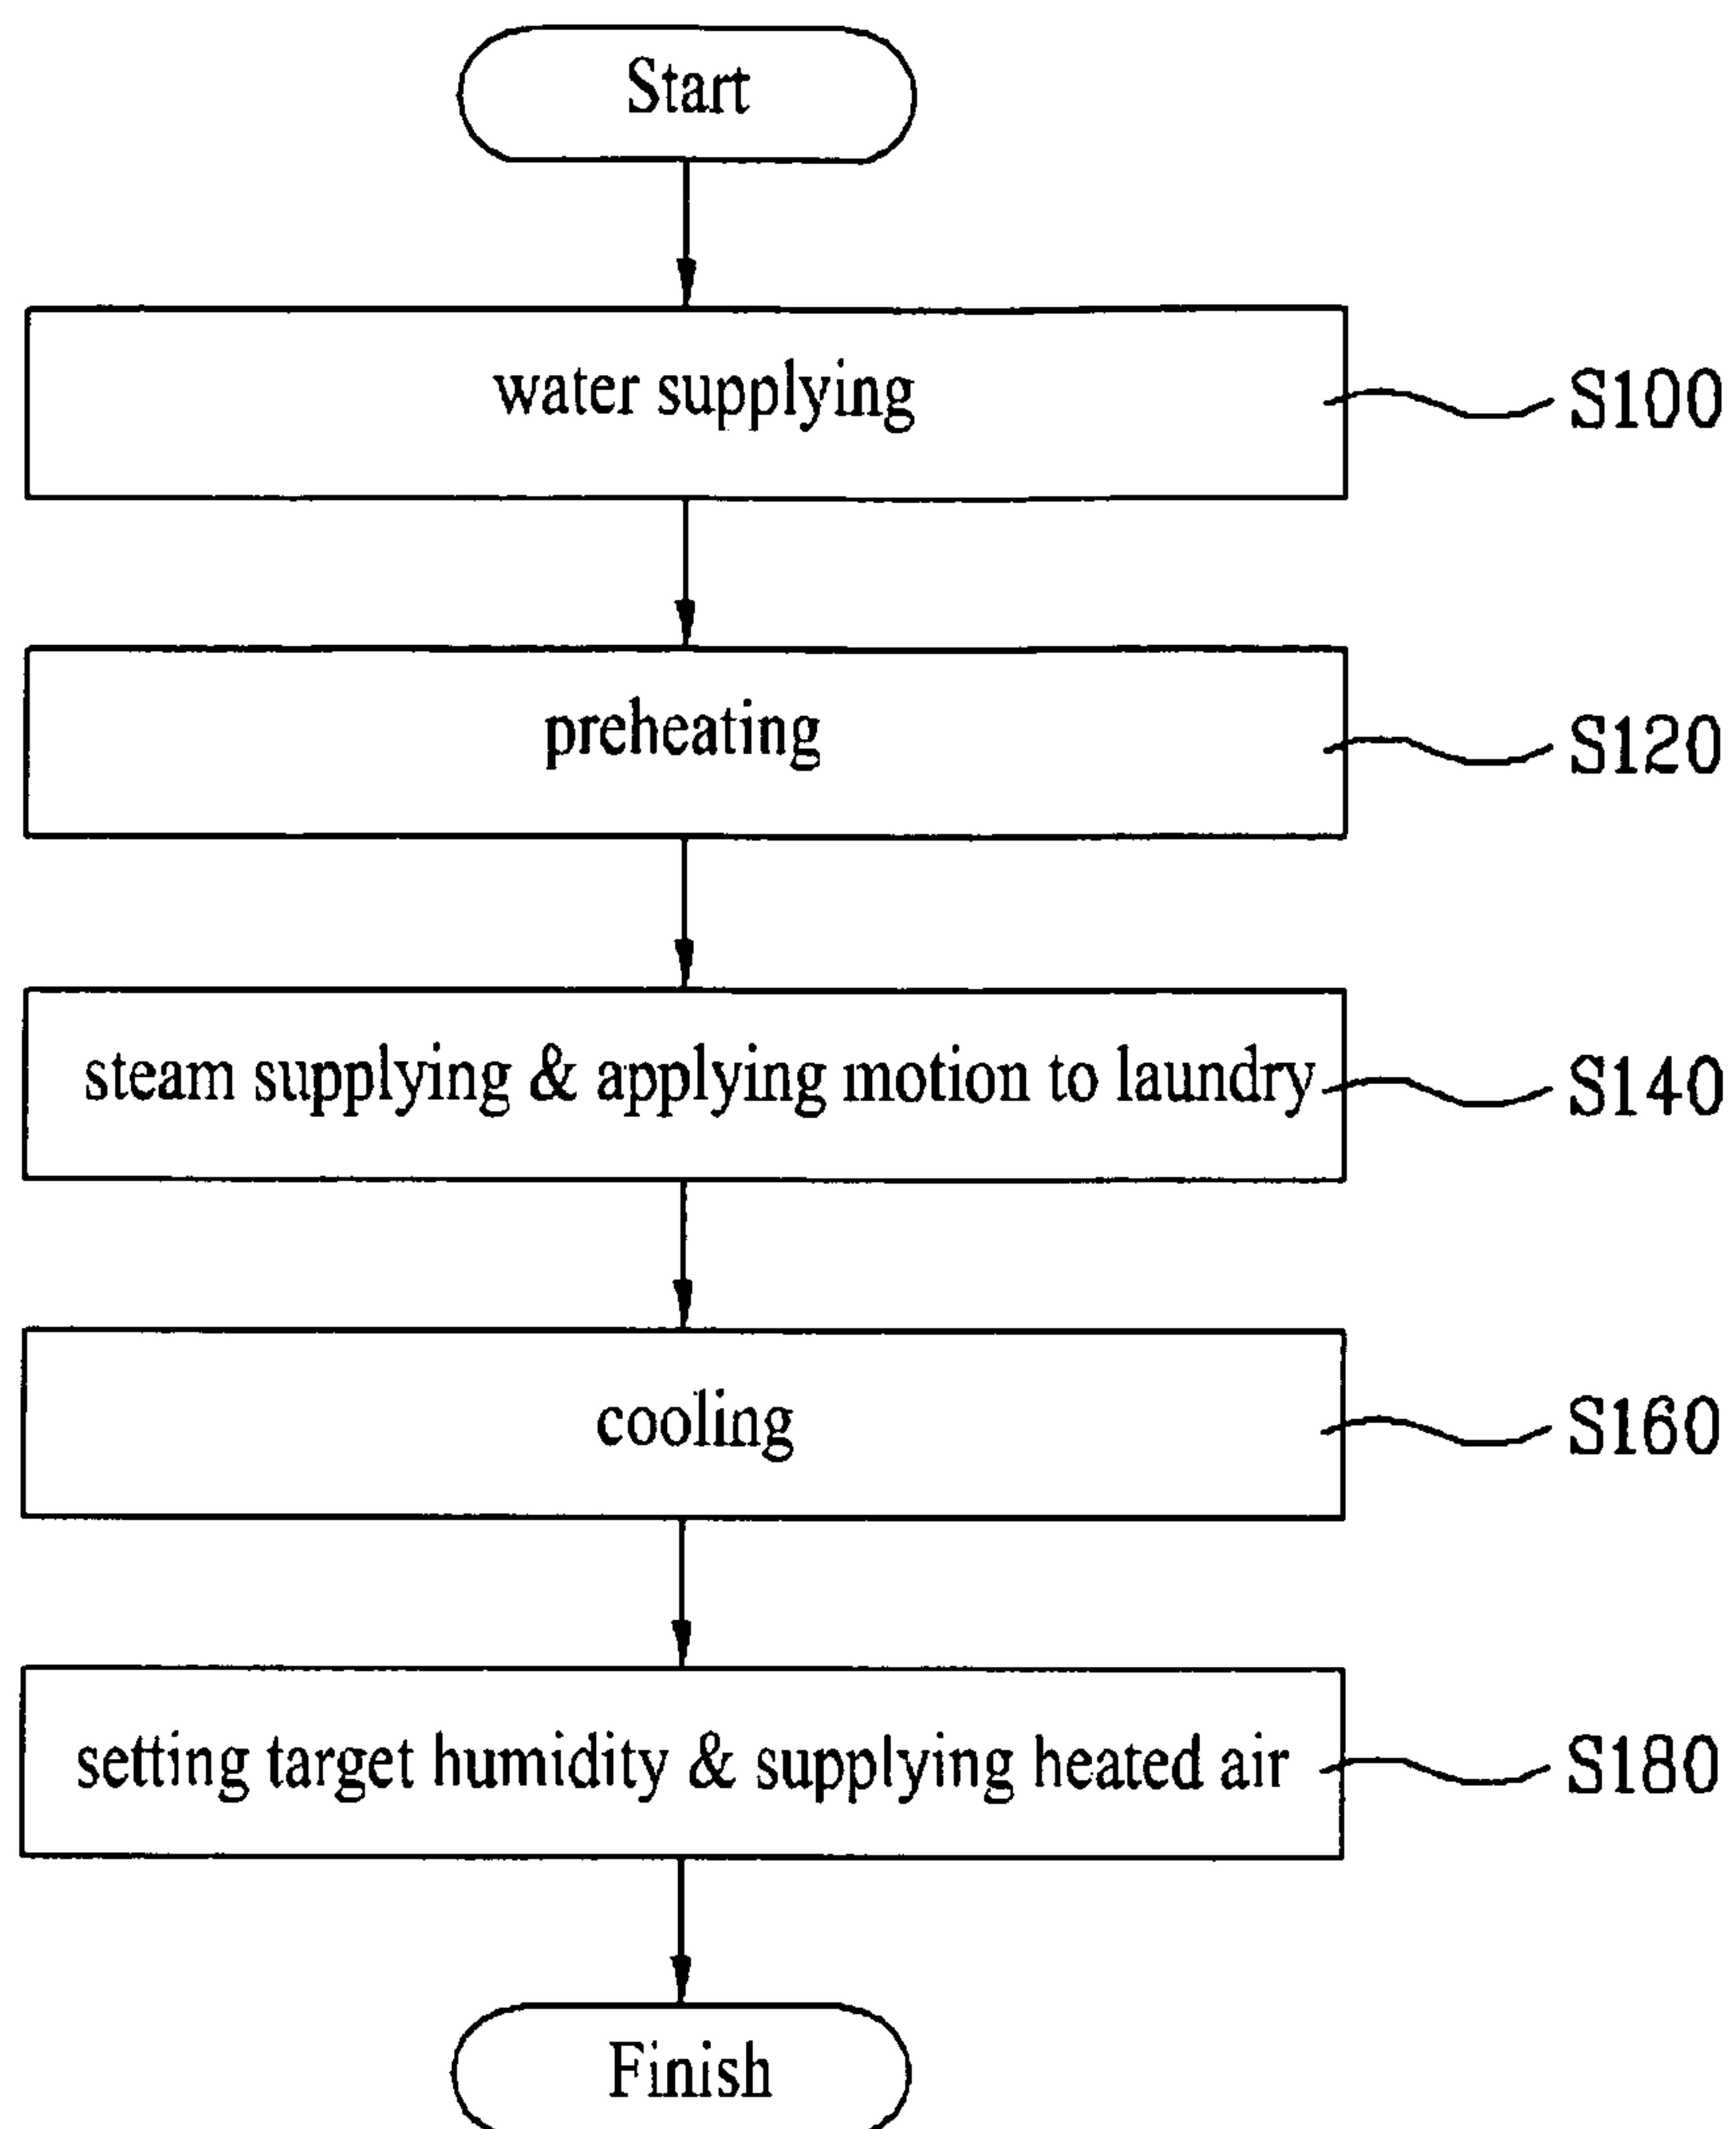 Start
water supplying
S100
preheating
S120
steam supplying & applying motion to laundry
S140
cooling
S160
setting target humidity & supplying heated air
S180
Finish